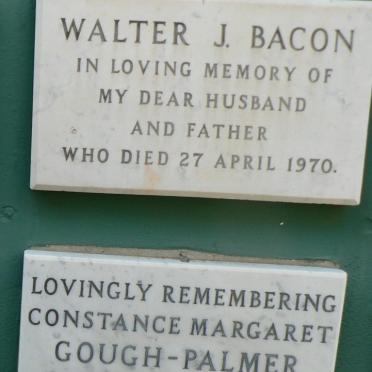 WALTER J. BACON
IN LOVING MEMORY OF
MY DEAR HUSBAND
AND FATHER
WHO DIED 27 APRIL 1970.
LOVINGLY REMEMBERING
CONSTANCE MARGARET
GOUGH-PALMER